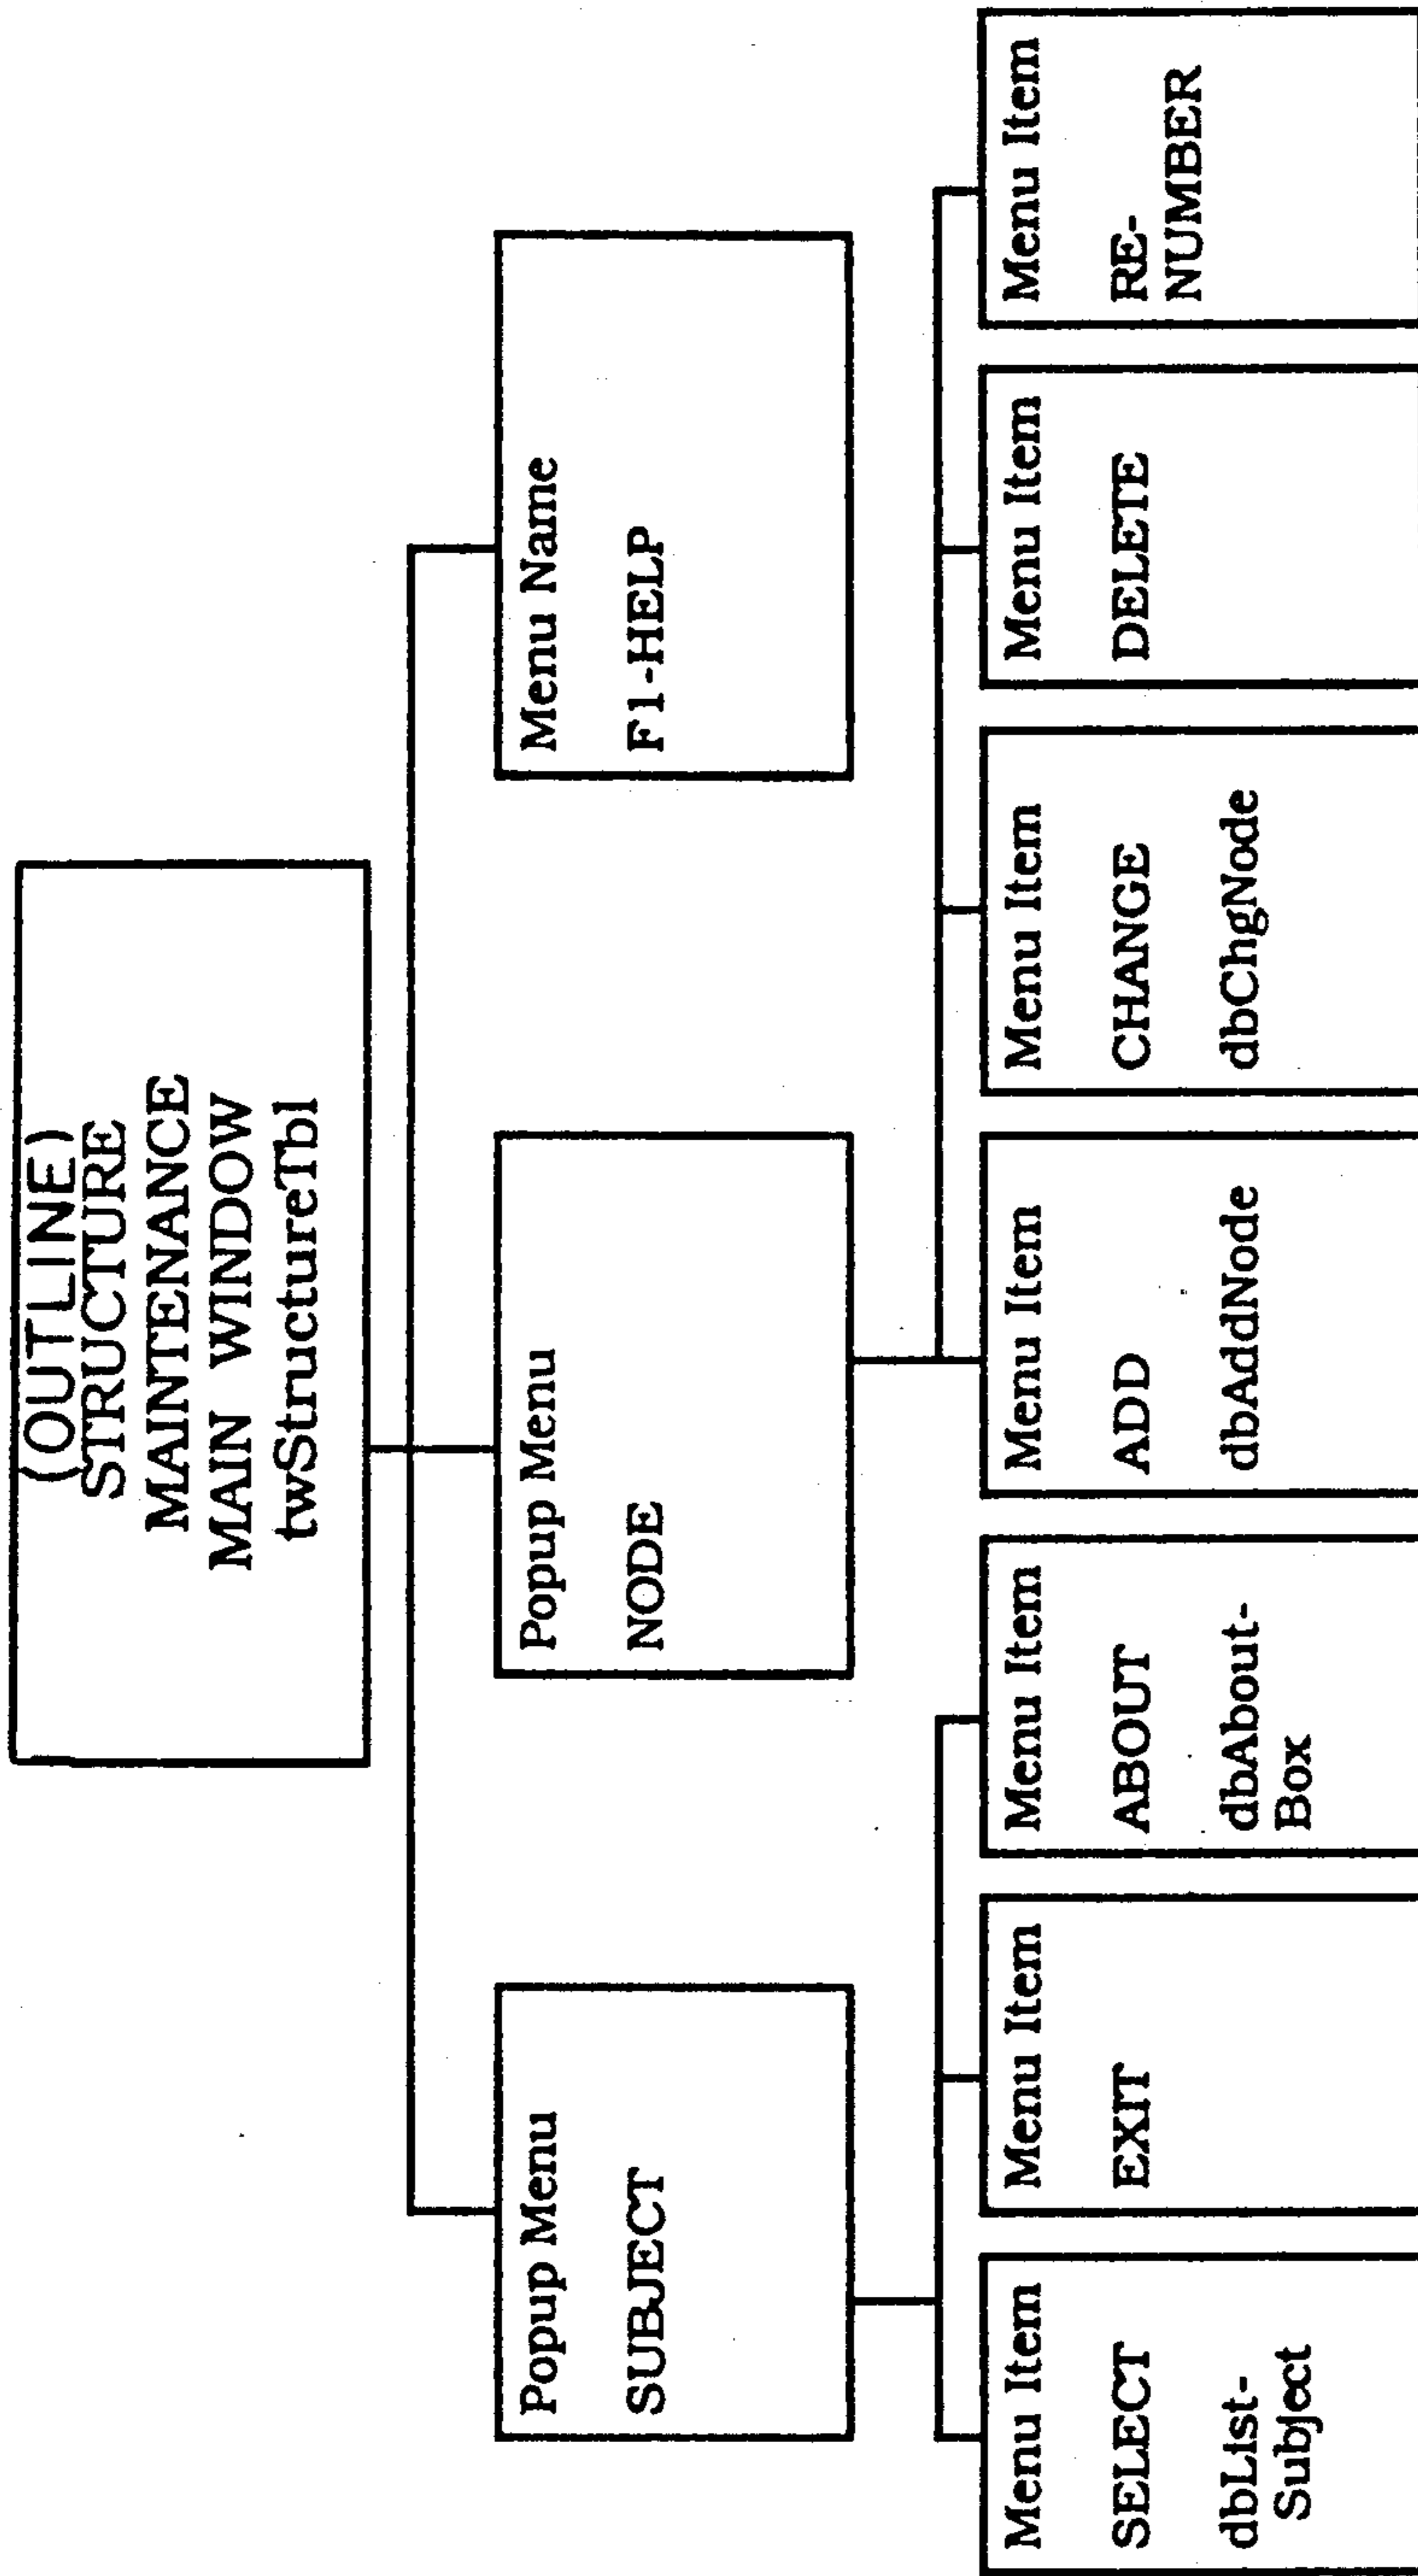 (OUTLINE)
STRUCTURE
MAINTENANCE
MAIN WINDOW
twStructureTbl
Popup Menu
SUBJECT
Popup Menu
NODE
Menu Name
F1-HELP
Menu Item
SELECT
dbList-
Subject
Menu Item
EXIT
Menu Item
ABOUT
dbAbout-
Box
Menu Item
ADD
dbAddNode
Menu Item
CHANGE
dbChgNode
Menu Item
DELETE
Menu Item
RE-
NUMBER